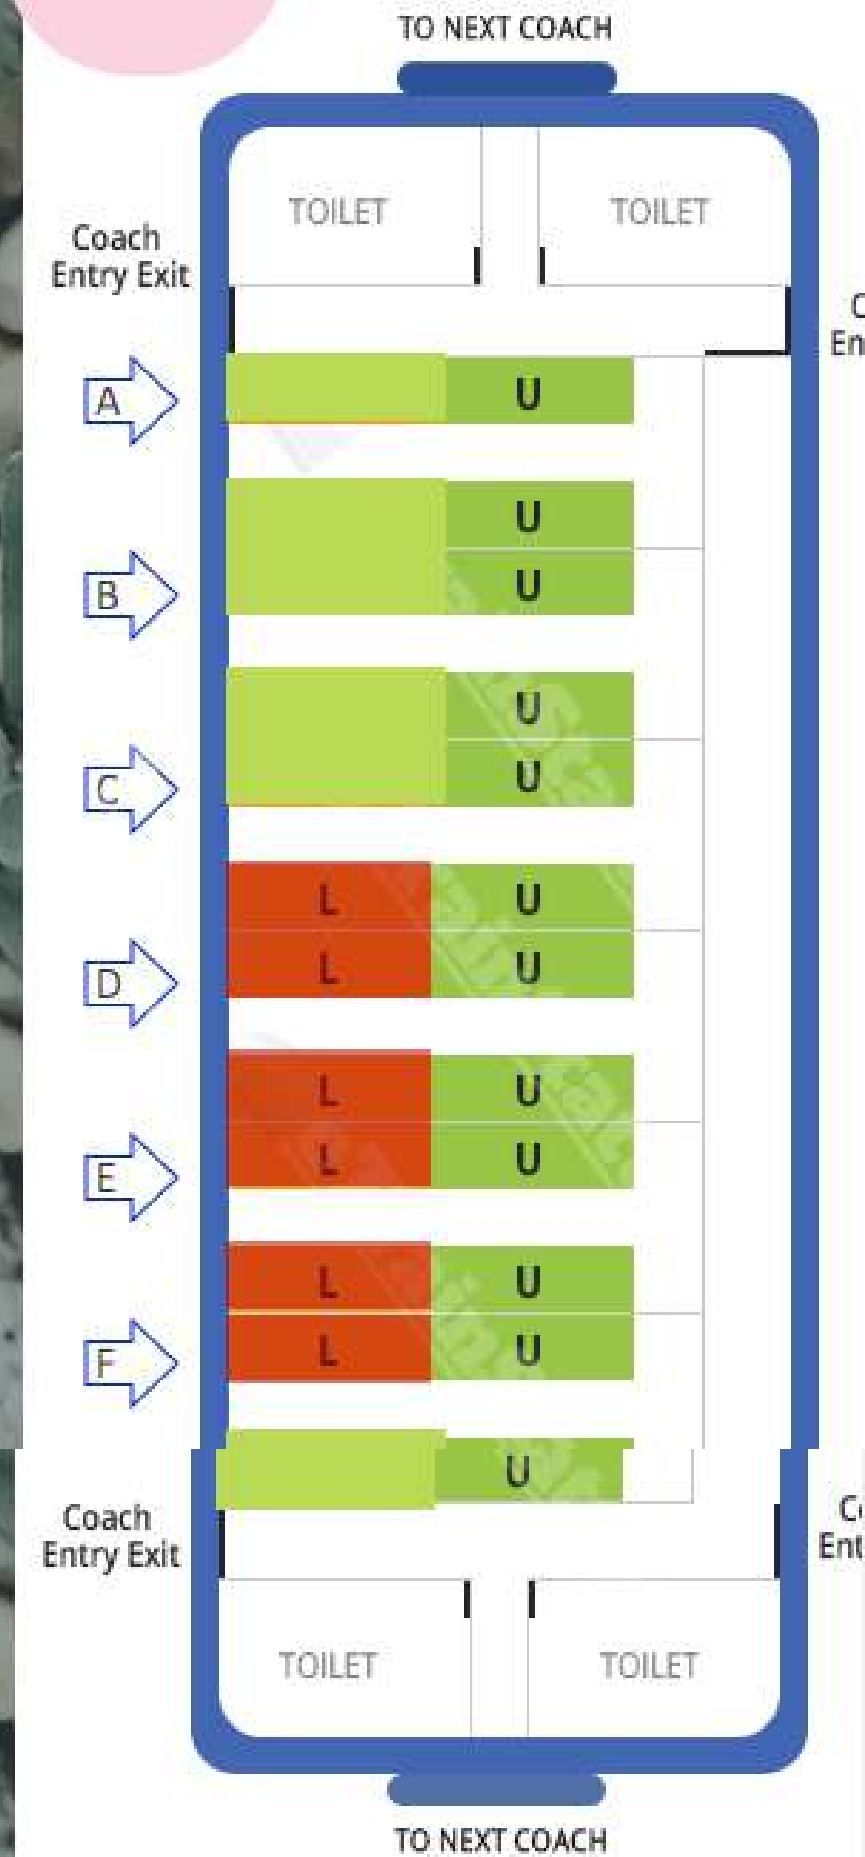 TO NEXT COACH
TOILET
TOILET
Coach
Entry Exit
A
U
U
B
U
U
C
U
L
U
D
L
U
L
U
E
L
U
L
U
F
L
U
U
Coach
Entry Exit
TOILET
TOILET
TO NEXT COACH